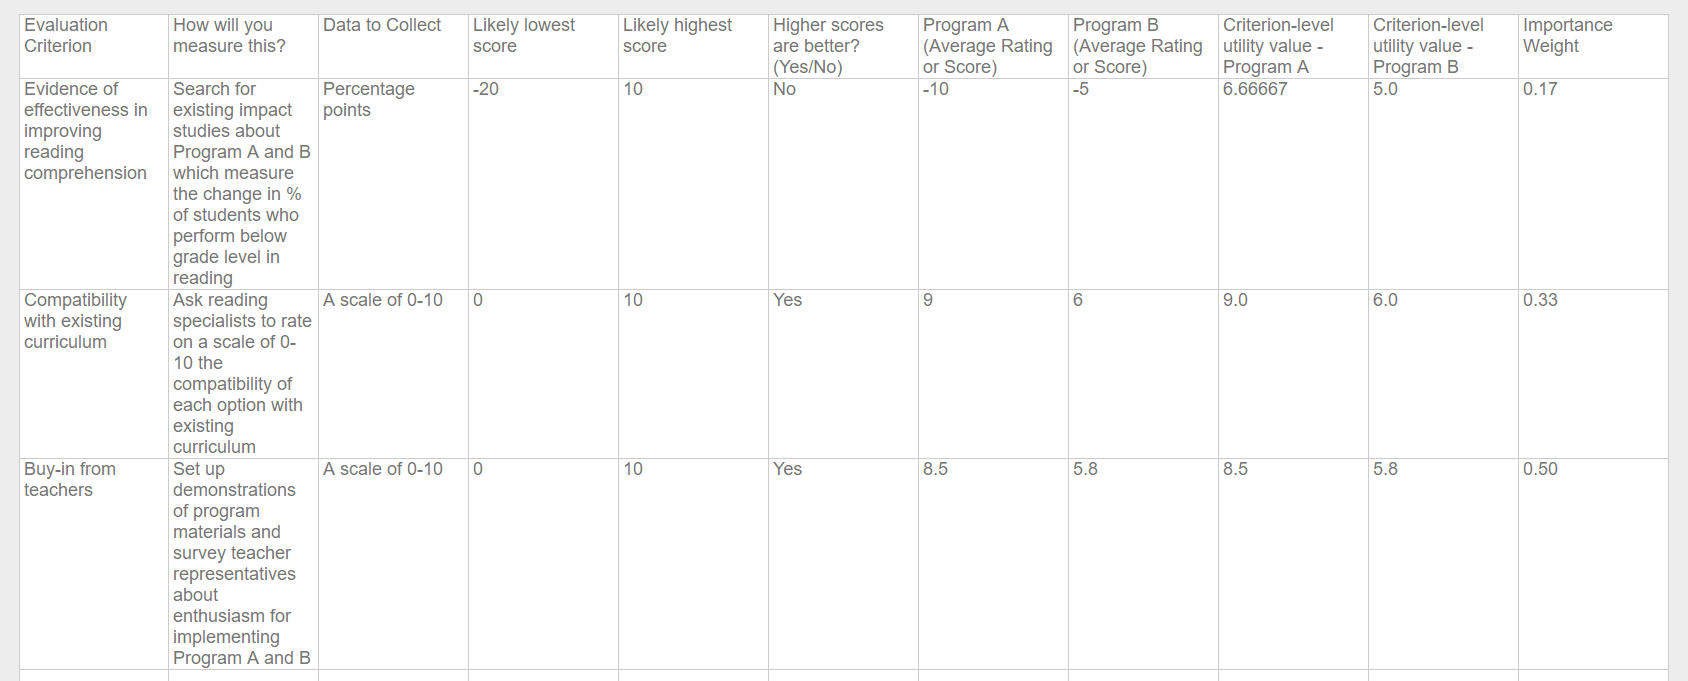 Evaluation Criterion
How will you measure this?
Data to Collect
Likely lowest score
Likely highest score
Higher scores are better? (Yes/No)
Program A (Average Rating or Score)
Program B (Average Rating or Score)
Criterion-level utility value - Program A
Criterion-level utility value - Program B
Importance Weight
Evidence of effectiveness in improving reading comprehension
Search for existing impact studies about Program A and B which measure the change in % of students who perform below grade level in reading
Percentage points
-20
10
No
-10
-5
6.66667
5.0
0.17
Compatibility with existing curriculum
Ask reading specialists to rate on a scale of 0-10 the compatibility of each option with existing curriculum
A scale of 0-10
0
10
Yes
9
6
9.0
6.0
0.33
Buy-in from teachers
Set up demonstrations of program materials and survey teacher representatives about enthusiasm for implementing Program A and B
A scale of 0-10
0
10
Yes
8.5
5.8
8.5
5.8
0.50